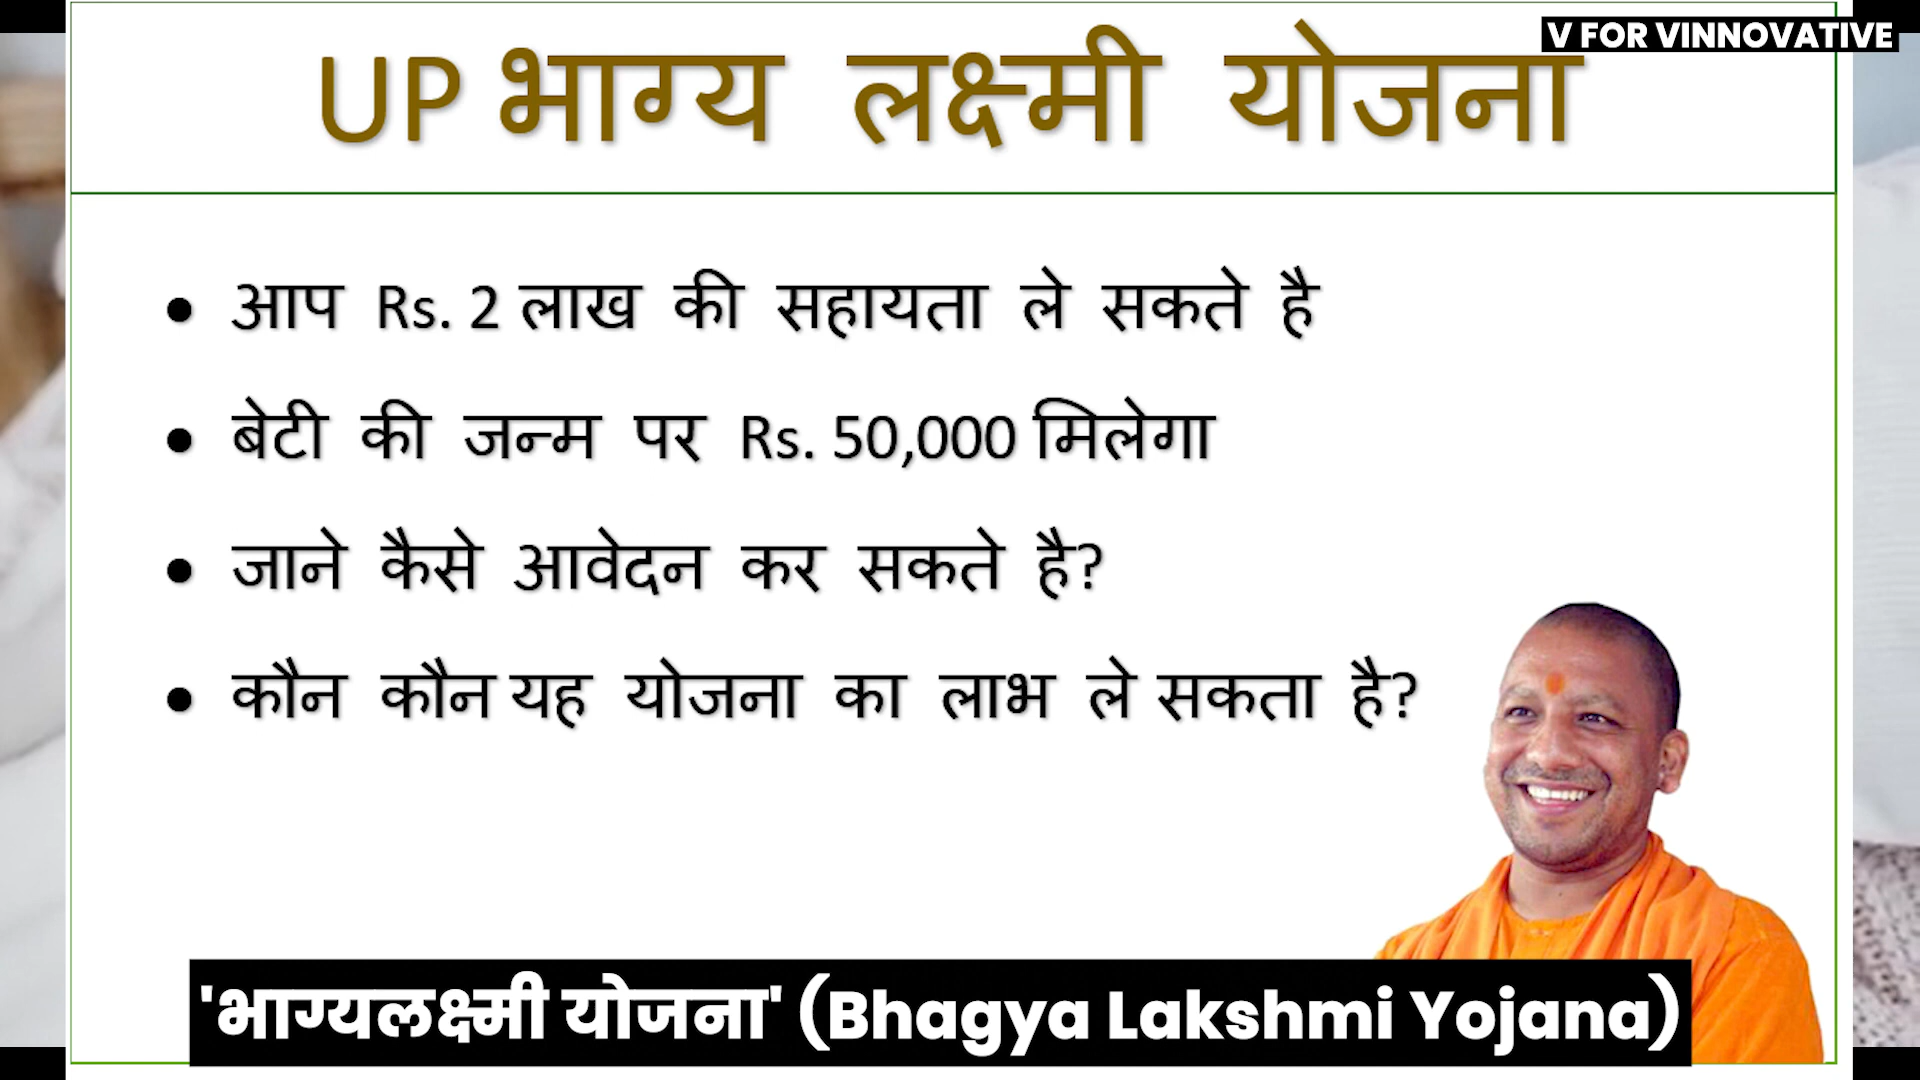 V FOR VINNOVATIVE
UP भाग्य लक्ष्मी योजना
• आप Rs. 2 लाख की सहायता ले सकते है
• बेटी की जन्म पर Rs. 50,000 मिलेगा
• जाने कैसे आवेदन कर सकते है?
• कौन कौन यह योजना का लाभ ले सकता है?
'भाग्यलक्ष्मी योजना' (Bhagya Lakshmi Yojana)